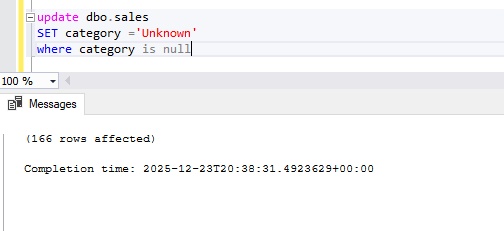 update dbo.sales
SET category ='Unknown'
where category is null
100 %
Messages
(166 rows affected)
Completion time: 2025-12-23T20:38:31.4923629+00:00